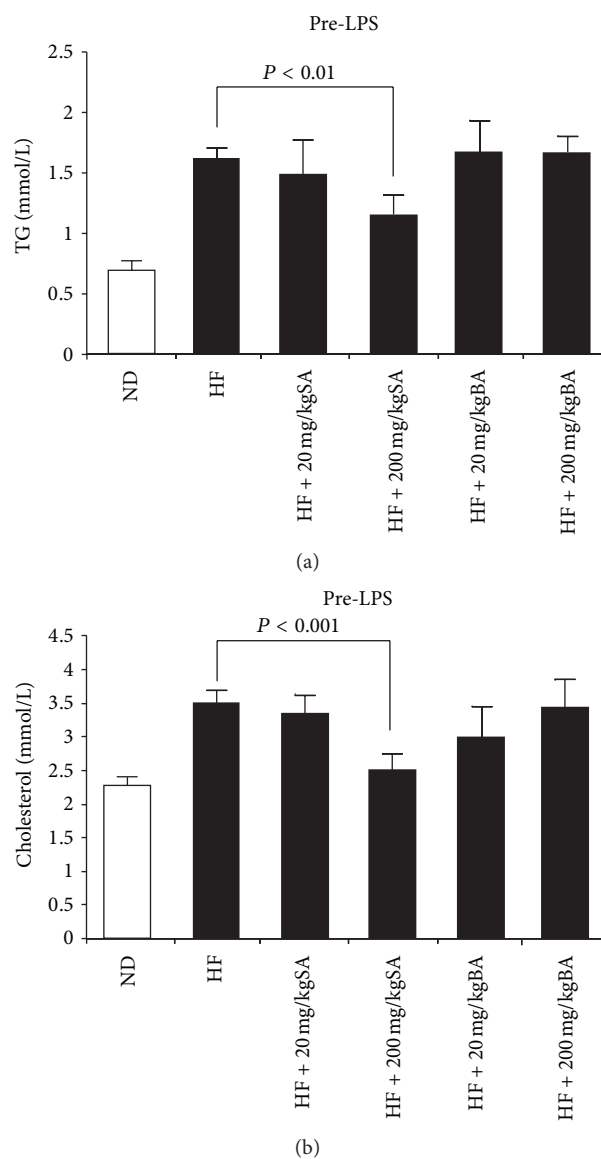 Pre-LPS
2.5
P < 0.01
2
1.5
1
0.5
0
TG (mmol/L)
ND
HF
HF + 20 mg/kgSA
HF + 200 mg/kgSA
HF + 20 mg/kgBA
HF + 200 mg/kgBA
(a)
Pre-LPS
4.5
P < 0.001
4
3.5
3
2.5
2
1.5
1
0.5
0
Cholesterol (mmol/L)
ND
HF
HF + 20 mg/kgSA
HF + 200 mg/kgSA
HF + 20 mg/kgBA
HF + 200 mg/kgBA
(b)